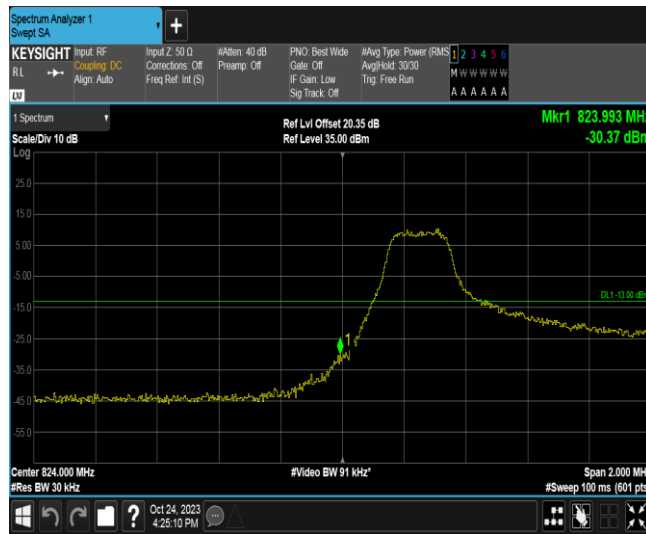 Spectrum Analyzer 1
Swept SA
+
KEYSIGHT
RL
LXI
Input: RF
Coupling: DC
Align: Auto
Input Z: 50 Ω
Corrections: Off
Freq Ref: Int (S)
#Atten: 40 dB
Preamp: Off
PNO: Best Wide
Gate: Off
IF Gain: Low
Sig Track: Off
#Avg Type: Power (RMS
Avg|Hold: 30/30
Trig: Free Run
1 2 3 4 5 6
M W W W W W
A A A A A A
1 Spectrum
Scale/Div 10 dB
Log
Ref Lvl Offset 20.35 dB
Ref Level 35.00 dBm
Mkr1 823.993 MHz
-30.37 dBm
25.0
15.0
5.00
-5.00
-15.0
-25.0
-35.0
-45.0
-55.0
DL1 -13.00 dBm
1
Center 824.000 MHz
#Res BW 30 kHz
#Video BW 91 kHz*
Span 2.000 MHz
#Sweep 100 ms (601 pts
?
Oct 24, 2023
4:25:10 PM